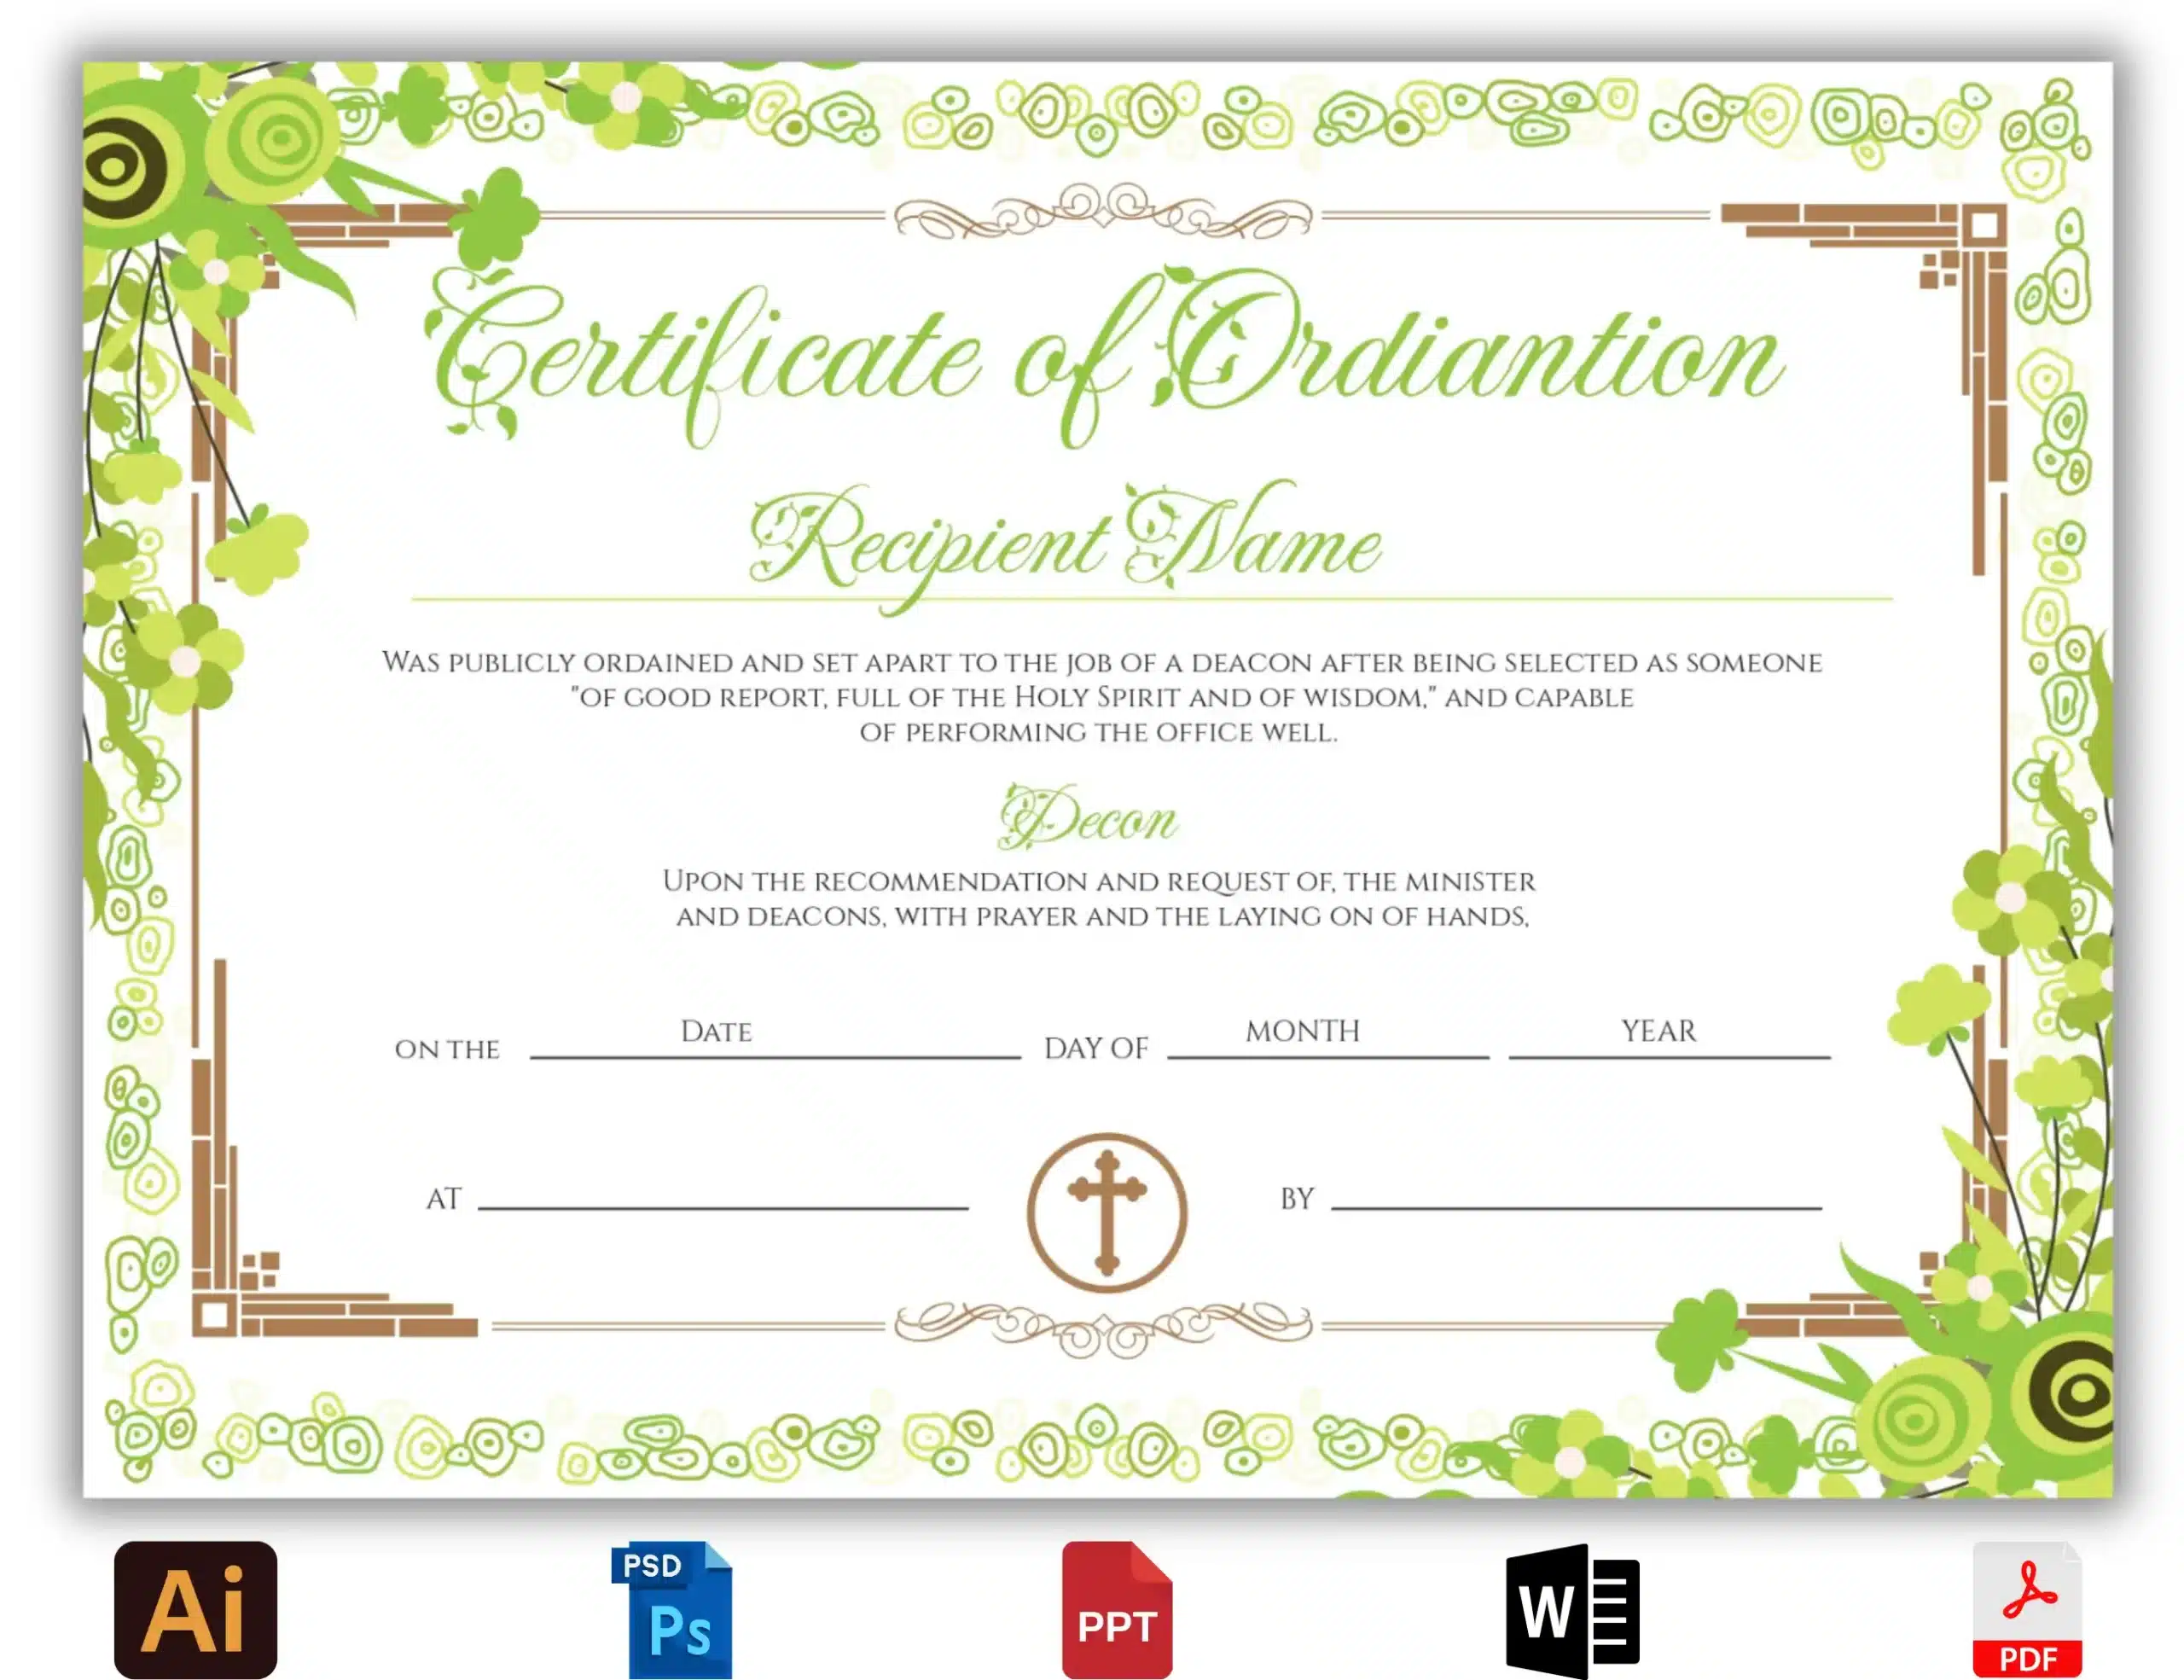 Certificate of Ordiantion
Recipient Name
Was publicly ordained and set apart to the job of a deacon after being selected as someone
"of good report, full of the Holy Spirit and of wisdom," and capable
of performing the office well.
Decon
Upon the recommendation and request of, the minister
and deacons, with prayer and the laying on of hands,
on the Date day of month year
at by
Ai PSD Ps PPT W PDF